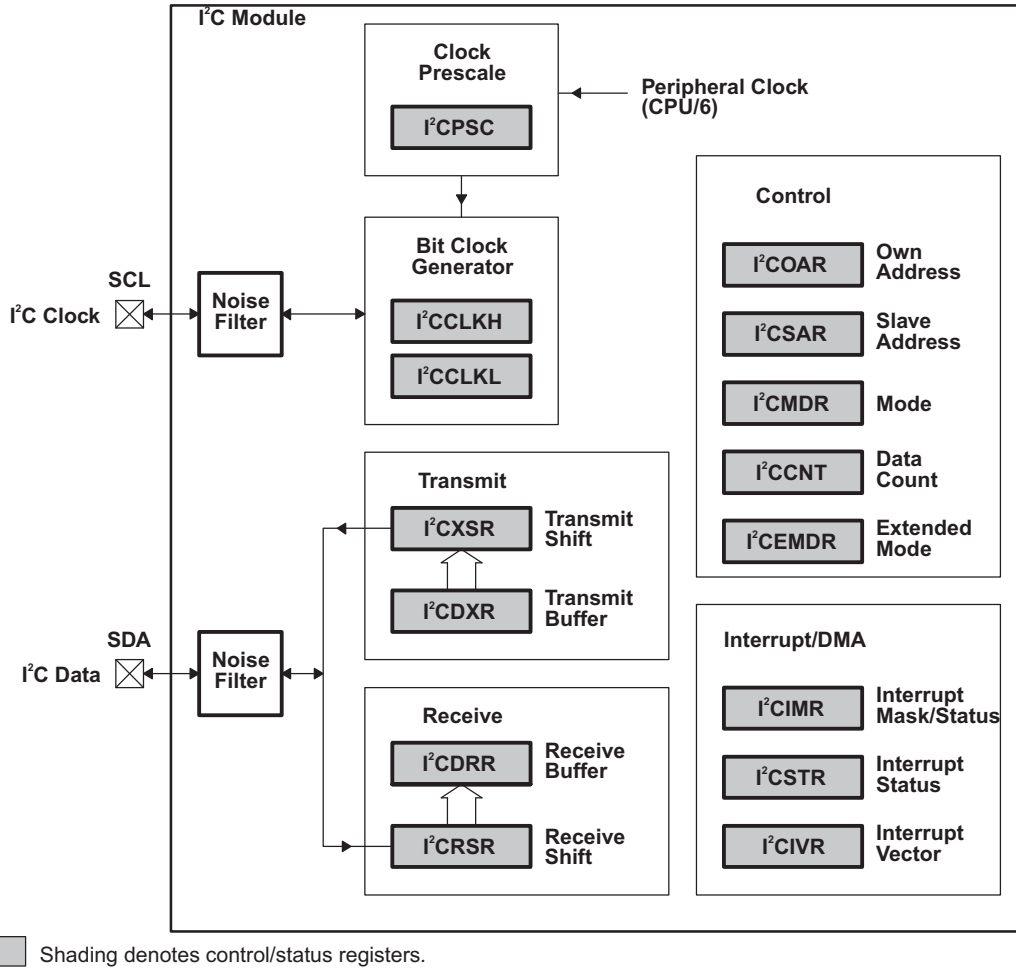 I²C Module
Clock
Prescale
I²CPSC
Peripheral Clock
(CPU/6)
Bit Clock
Generator
I²CCLKH
I²CCLKL
SCL
I²C Clock
Noise
Filter
Control
I²COAR
Own
Address
I²CSAR
Slave
Address
I²CMDR
Mode
I²CCNT
Data
Count
I²CEMDR
Extended
Mode
Transmit
I²CXSR
Transmit
Shift
I²CDXR
Transmit
Buffer
SDA
I²C Data
Noise
Filter
Receive
I²CDRR
Receive
Buffer
I²CRSR
Receive
Shift
Interrupt/DMA
I²CIMR
Interrupt
Mask/Status
I²CSTR
Interrupt
Status
I²CIVR
Interrupt
Vector
Shading denotes control/status registers.